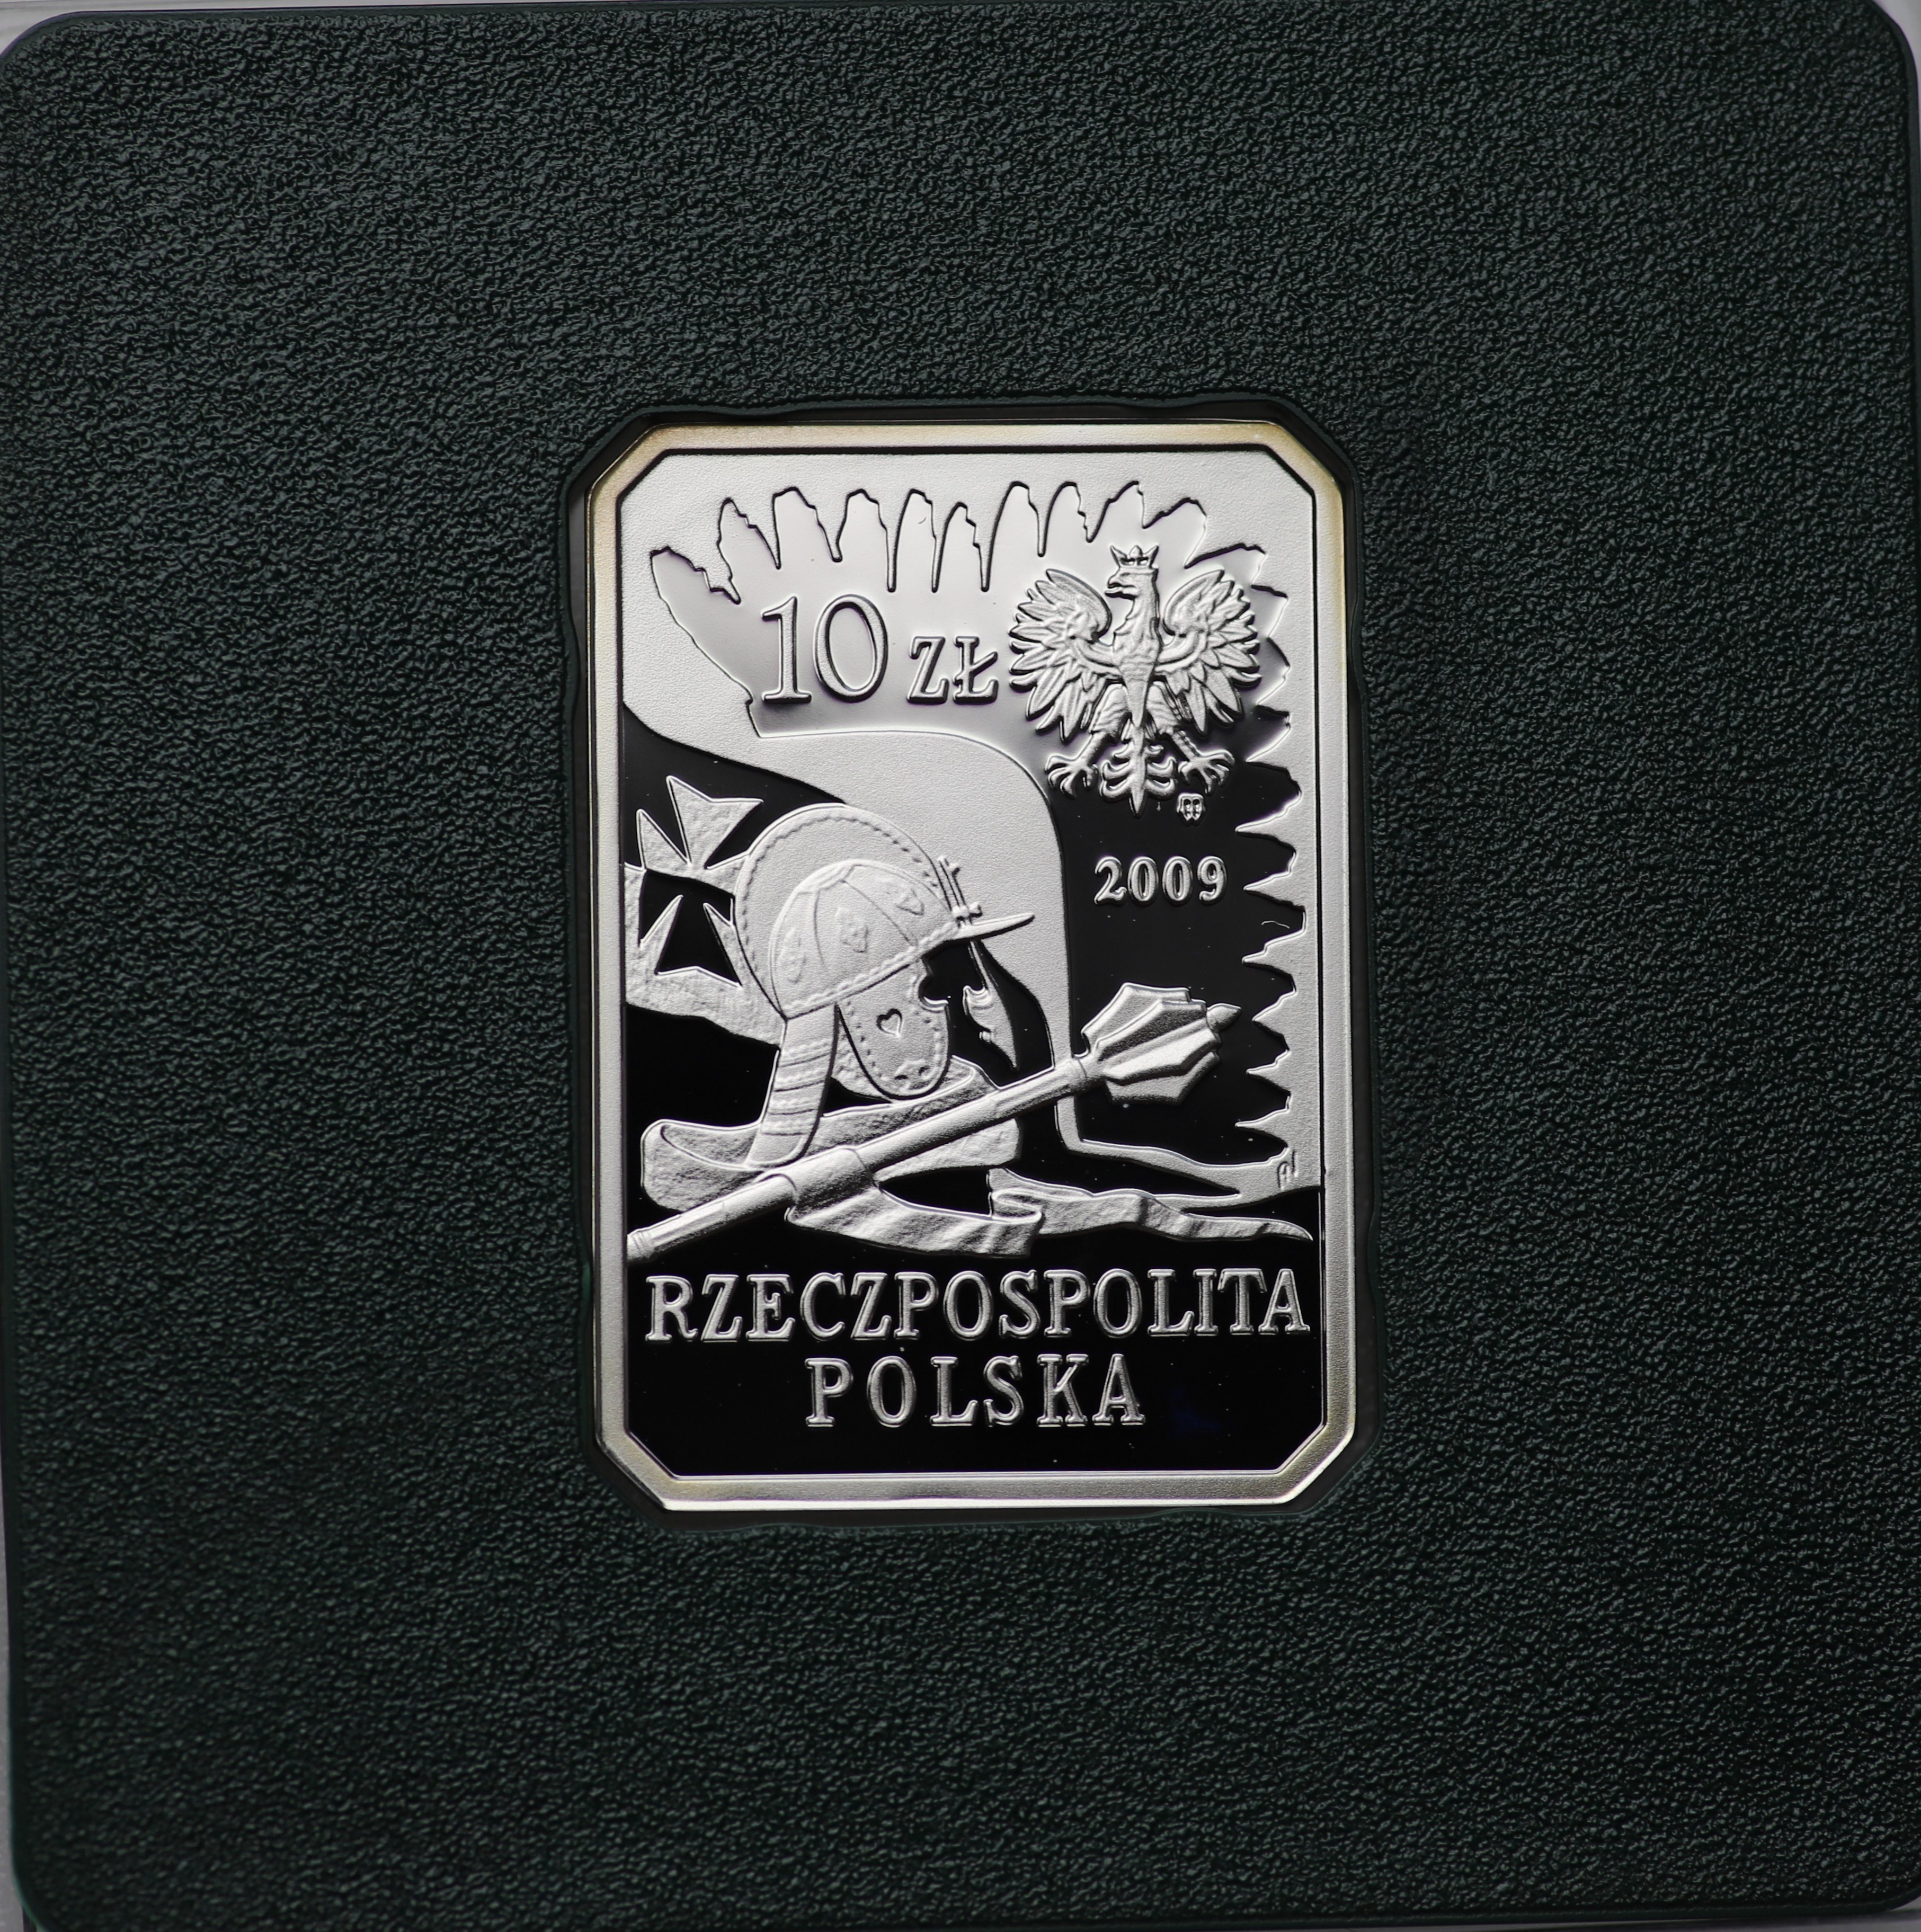 10 ZŁ
2009
RZECZPOSPOLITA
POLSKA